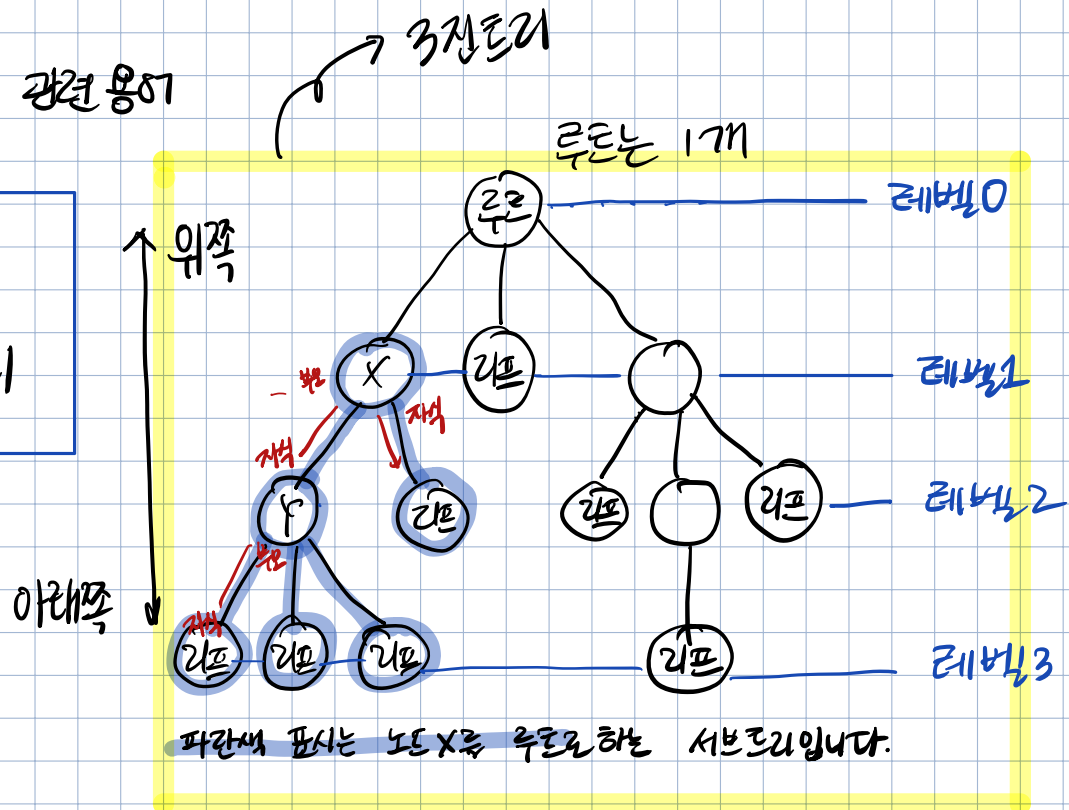 3진트리
관련 용어
루트는 1개
루트
레벨0
위쪽
X
리프
레벨1
부모
자식
자식
Y
리프
리프
리프
레벨2
부모
아래쪽
자식
리프
리프
리프
리프
레벨3
파란색 표시는 노드X를 루트로 하는 서브트리입니다.